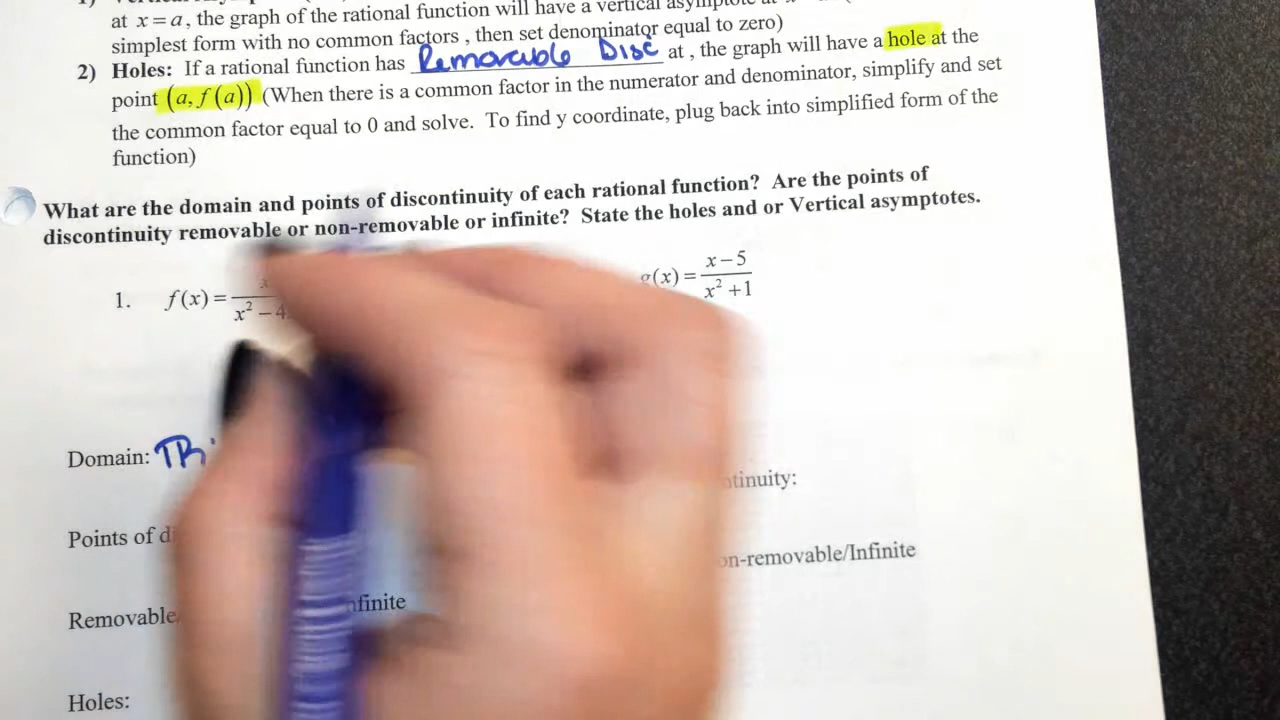 at x = a, the graph of the rational function will have a vertical asymptote at
simplest form with no common factors , then set denominator equal to zero)
2) Holes: If a rational function has Removable Disc at , the graph will have a hole at the
point (a, f (a)) (When there is a common factor in the numerator and denominator, simplify and set
the common factor equal to 0 and solve. To find y coordinate, plug back into simplified form of the
function)
What are the domain and points of discontinuity of each rational function? Are the points of
discontinuity removable or non-removable or infinite? State the holes and or Vertical asymptotes.
g(x) = x − 5 / x² + 1
1. f(x) = / x² − 4
Domain:
tinuity:
Points of
on-removable/Infinite
Removable
finite
Holes: